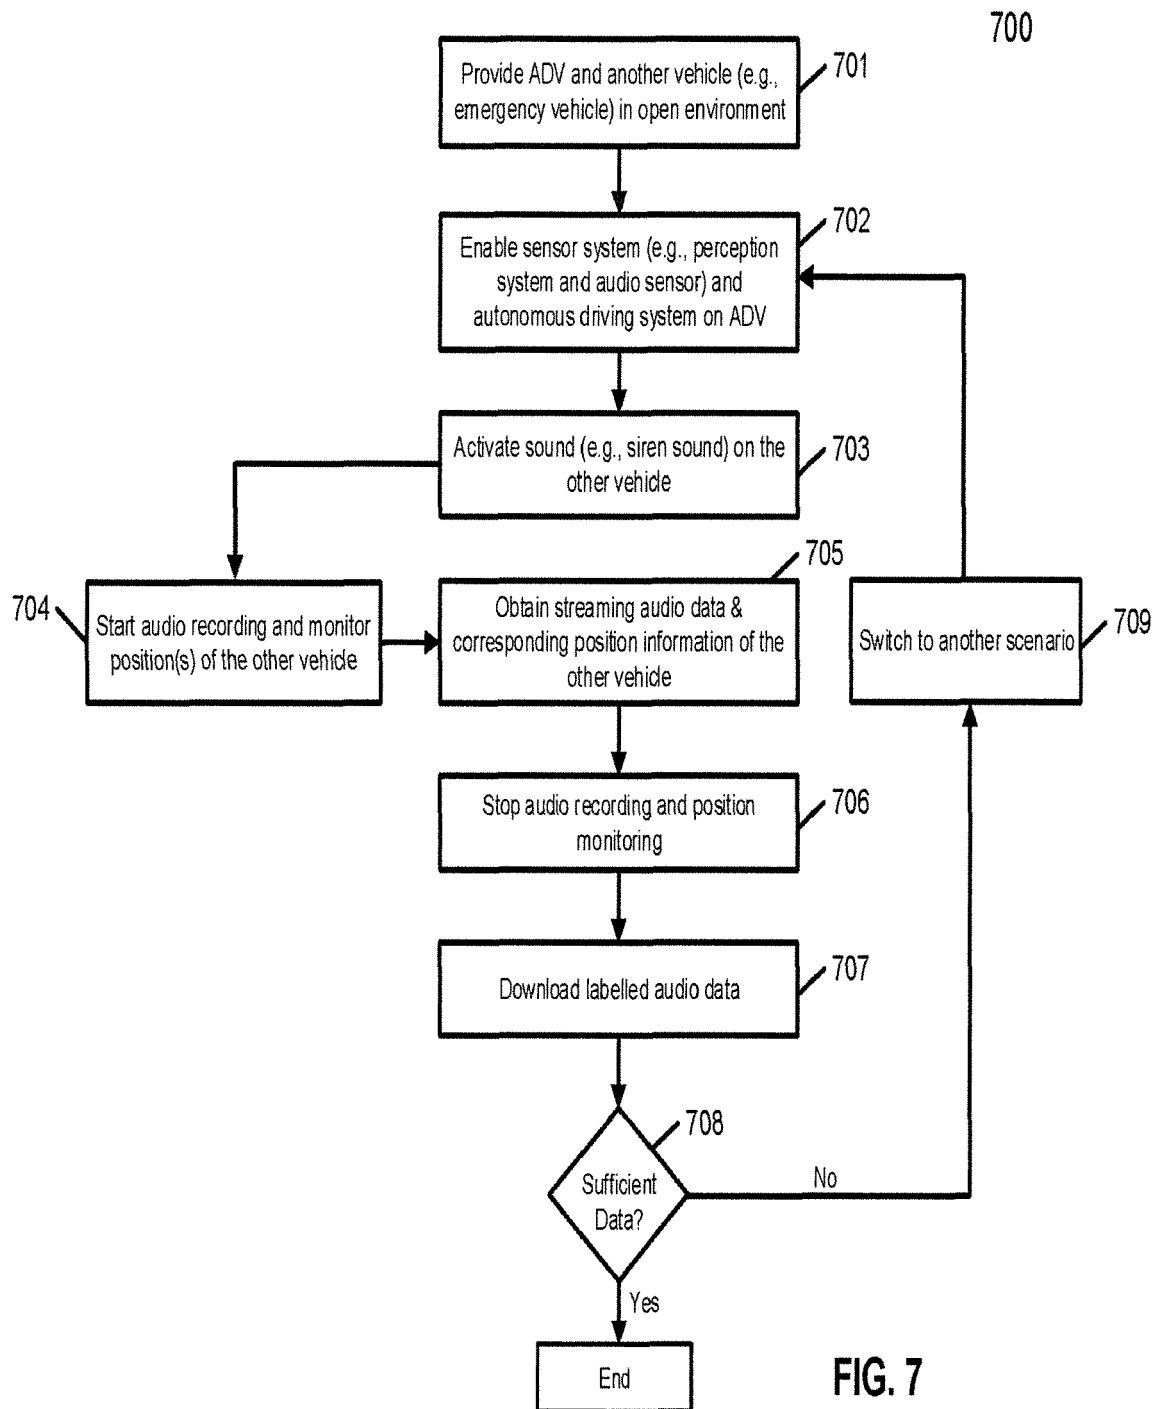 700
Provide ADV and another vehicle (e.g.,
emergency vehicle) in open environment
701
Enable sensor system (e.g., perception
system and audio sensor) and
autonomous driving system on ADV
702
Activate sound (e.g., siren sound) on the
other vehicle
703
704
Start audio recording and monitor
position(s) of the other vehicle
705
Obtain streaming audio data &
corresponding position information of the
other vehicle
Switch to another scenario
709
Stop audio recording and position
monitoring
706
Download labelled audio data
707
708
Sufficient
Data?
No
Yes
End
FIG. 7